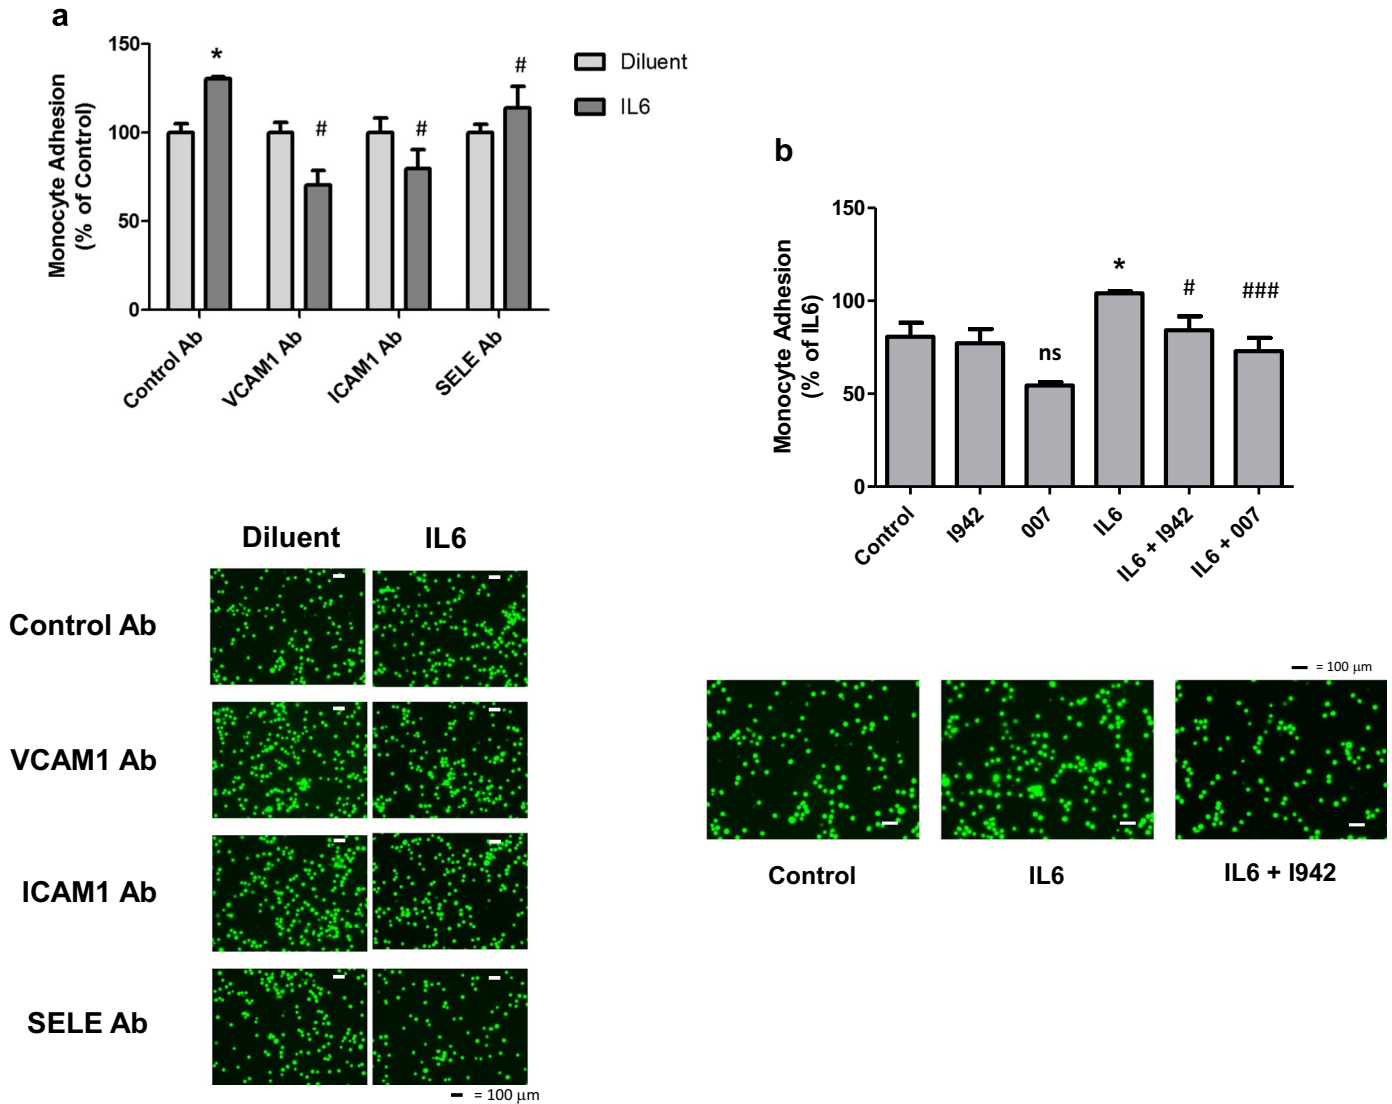 a
150
100
50
0
Monocyte Adhesion
(% of Control)
*
#
#
#
Diluent
IL6
Control Ab
VCAM1 Ab
ICAM1 Ab
SELE Ab
b
150
100
50
0
Monocyte Adhesion
(% of IL6)
ns
*
#
###
Control
I942
007
IL6
IL6 + I942
IL6 + 007
Diluent
IL6
Control Ab
VCAM1 Ab
ICAM1 Ab
SELE Ab
= 100 μm
= 100 μm
Control
IL6
IL6 + I942